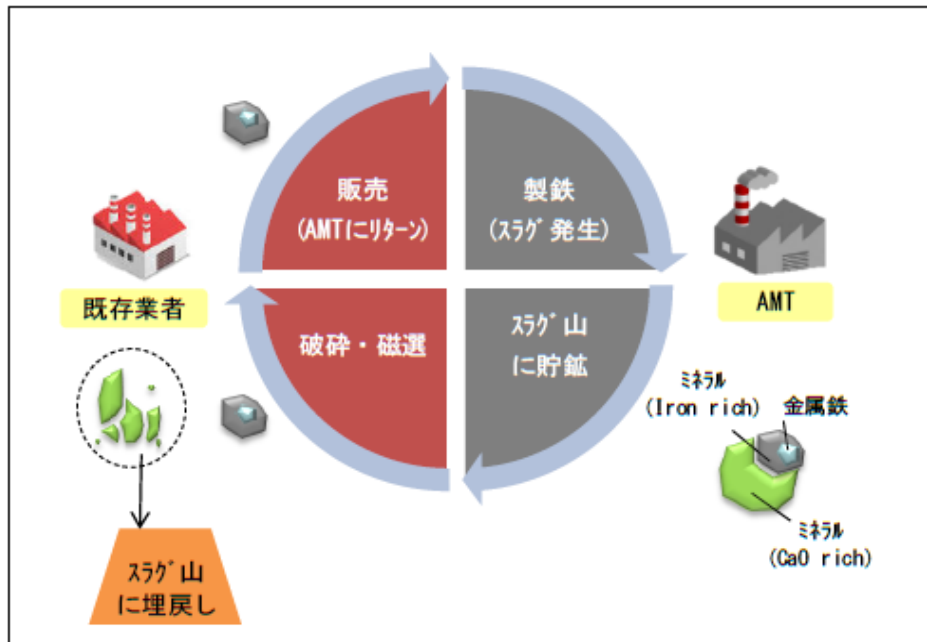 販売
(AMTにﾘﾀｰﾝ)
製鉄
(ｽﾗｸﾞ発生)
既存業者
AMT
破砕・磁選
ｽﾗｸﾞ山
に貯鉱
ﾐﾈﾗﾙ
(Iron rich)
金属鉄
ﾐﾈﾗﾙ
(CaO rich)
ｽﾗｸﾞ山
に埋戻し